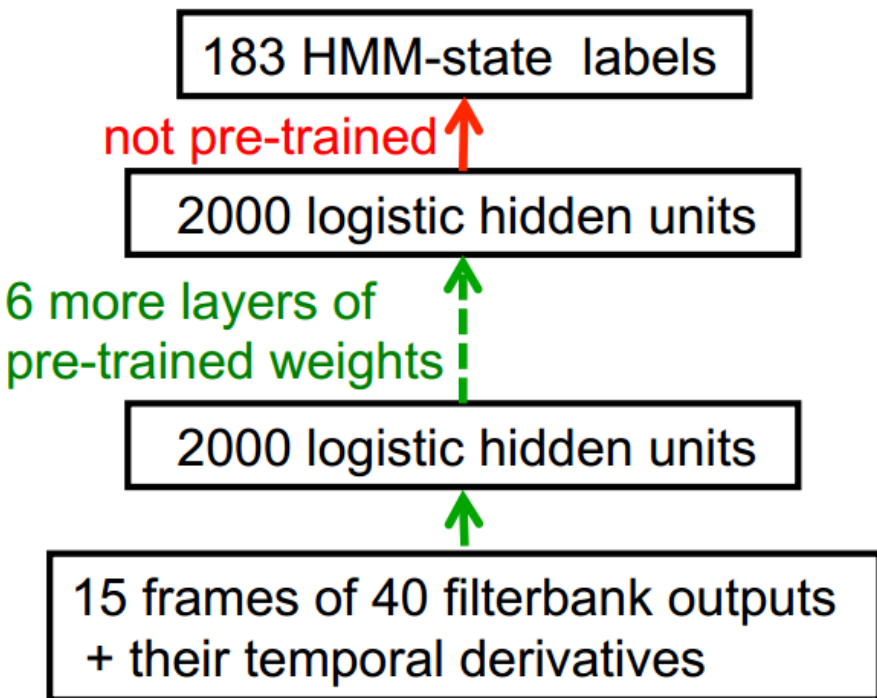 183 HMM-state labels
not pre-trained
2000 logistic hidden units
6 more layers of
pre-trained weights
2000 logistic hidden units
15 frames of 40 filterbank outputs
+ their temporal derivatives